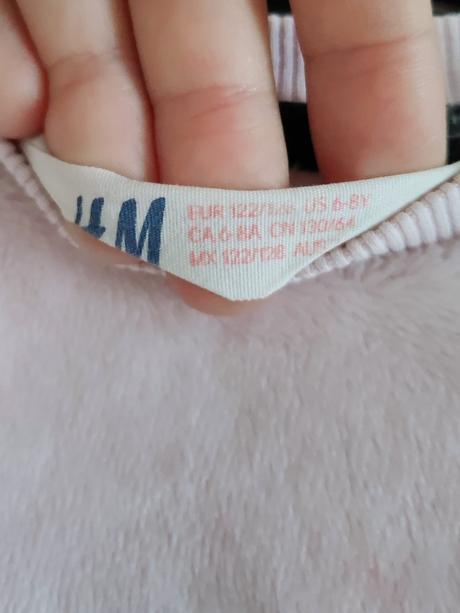 H M
EUR 122/128 US 6-8Y
CA 6-8A CN 130/64
MX 122/128 AUS